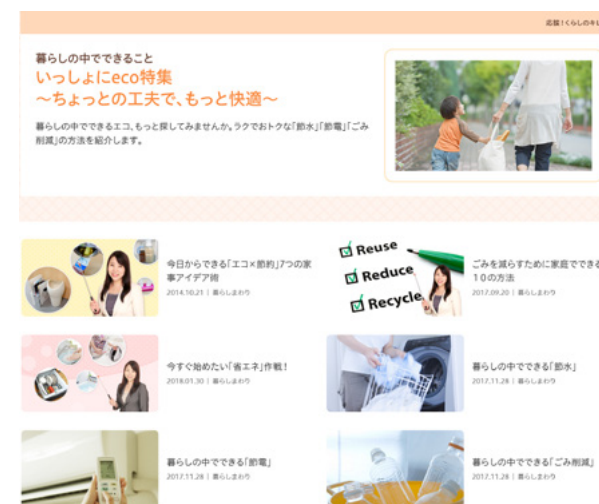 応援!くらしのキレ
暮らしの中でできること
いっしょにeco特集
〜ちょっとの工夫で、もっと快適〜
暮らしの中でできるエコ、もっと探してみませんか。ラクでおトクな「節水」「節電」「ごみ
削減」の方法を紹介します。
今日からできる「エコ×節約」7つの家
事アイデア術
2014.10.21 | 暮らしまわり
Reuse
Reduce
Recycle
ごみを減らすために家庭でできる
10の方法
2017.09.20 | 暮らしまわり
今すぐ始めたい「省エネ」作戦!
2018.01.30 | 暮らしまわり
暮らしの中でできる「節水」
2017.11.28 | 暮らしまわり
暮らしの中でできる「節電」
2017.11.28 | 暮らしまわり
暮らしの中でできる「ごみ削減」
2017.11.28 | 暮らしまわり